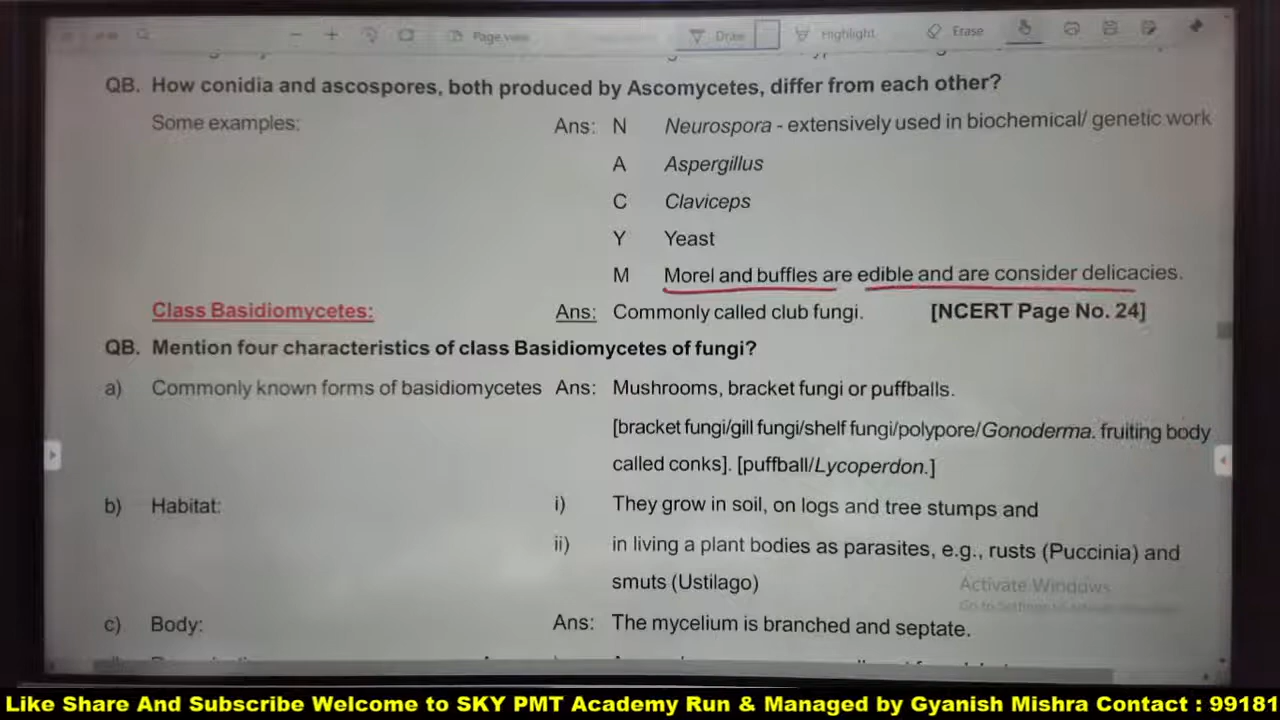 Page view Draw Highlight Erase
QB. How conidia and ascospores, both produced by Ascomycetes, differ from each other?
Some examples: Ans: N Neurospora - extensively used in biochemical/ genetic work
A Aspergillus
C Claviceps
Y Yeast
M Morel and buffles are edible and are consider delicacies.
Class Basidiomycetes: Ans: Commonly called club fungi. [NCERT Page No. 24]
QB. Mention four characteristics of class Basidiomycetes of fungi?
a) Commonly known forms of basidiomycetes Ans: Mushrooms, bracket fungi or puffballs.
[bracket fungi/gill fungi/shelf fungi/polypore/Gonoderma. fruiting body
called conks]. [puffball/Lycoperdon.]
b) Habitat: i) They grow in soil, on logs and tree stumps and
ii) in living a plant bodies as parasites, e.g., rusts (Puccinia) and
smuts (Ustilago)
Activate Windows
c) Body: Ans: The mycelium is branched and septate.
Like Share And Subscribe Welcome to SKY PMT Academy Run & Managed by Gyanish Mishra Contact : 99181